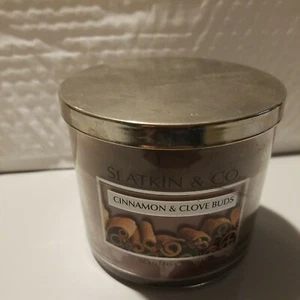 SLATKIN & CO.
CINNAMON & CLOVE BUDS